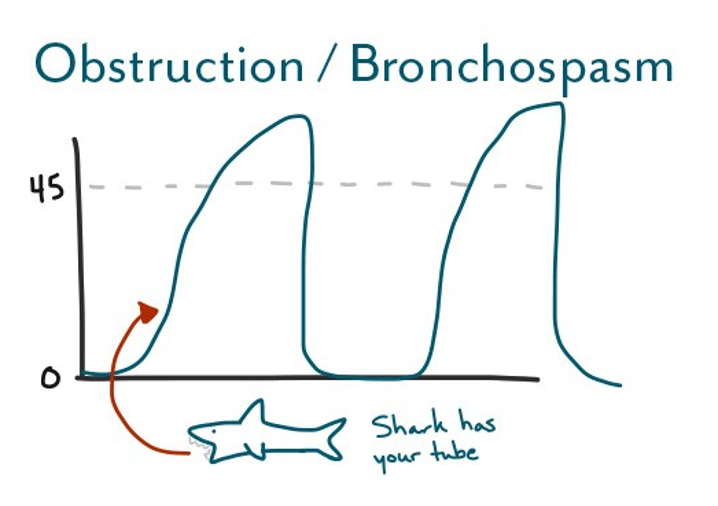 Obstruction / Bronchospasm
45
0
Shark has
your tube